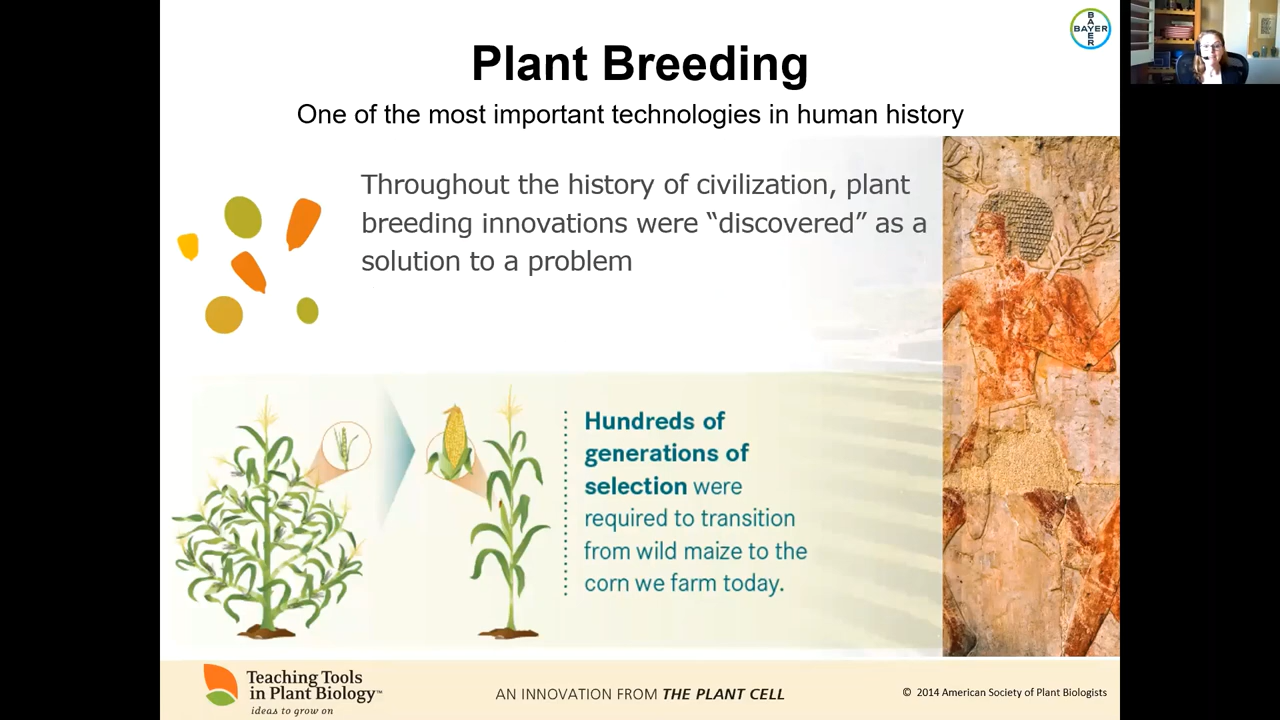 BAYER
BAYER
Plant Breeding
One of the most important technologies in human history
Throughout the history of civilization, plant
breeding innovations were “discovered” as a
solution to a problem
Hundreds of
generations of
selection were
required to transition
from wild maize to the
corn we farm today.
Teaching Tools
in Plant Biology™
ideas to grow on
AN INNOVATION FROM THE PLANT CELL
© 2014 American Society of Plant Biologists